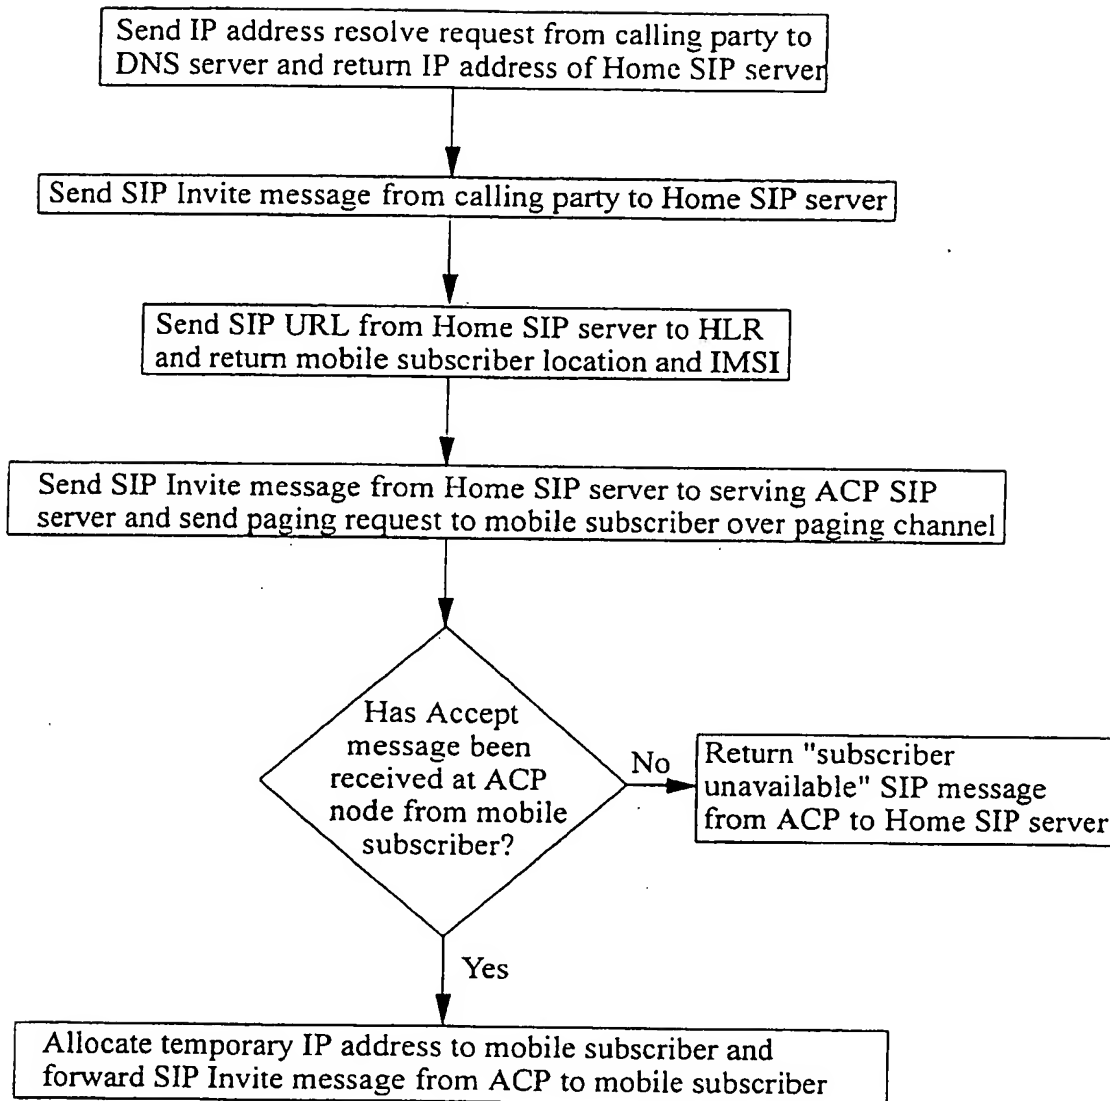 Send IP address resolve request from calling party to
DNS server and return IP address of Home SIP server
Send SIP Invite message from calling party to Home SIP server
Send SIP URL from Home SIP server to HLR
and return mobile subscriber location and IMSI
Send SIP Invite message from Home SIP server to serving ACP SIP
server and send paging request to mobile subscriber over paging channel
Has Accept
message been
received at ACP
node from mobile
subscriber?
No
Return "subscriber
unavailable" SIP message
from ACP to Home SIP server
Yes
Allocate temporary IP address to mobile subscriber and
forward SIP Invite message from ACP to mobile subscriber